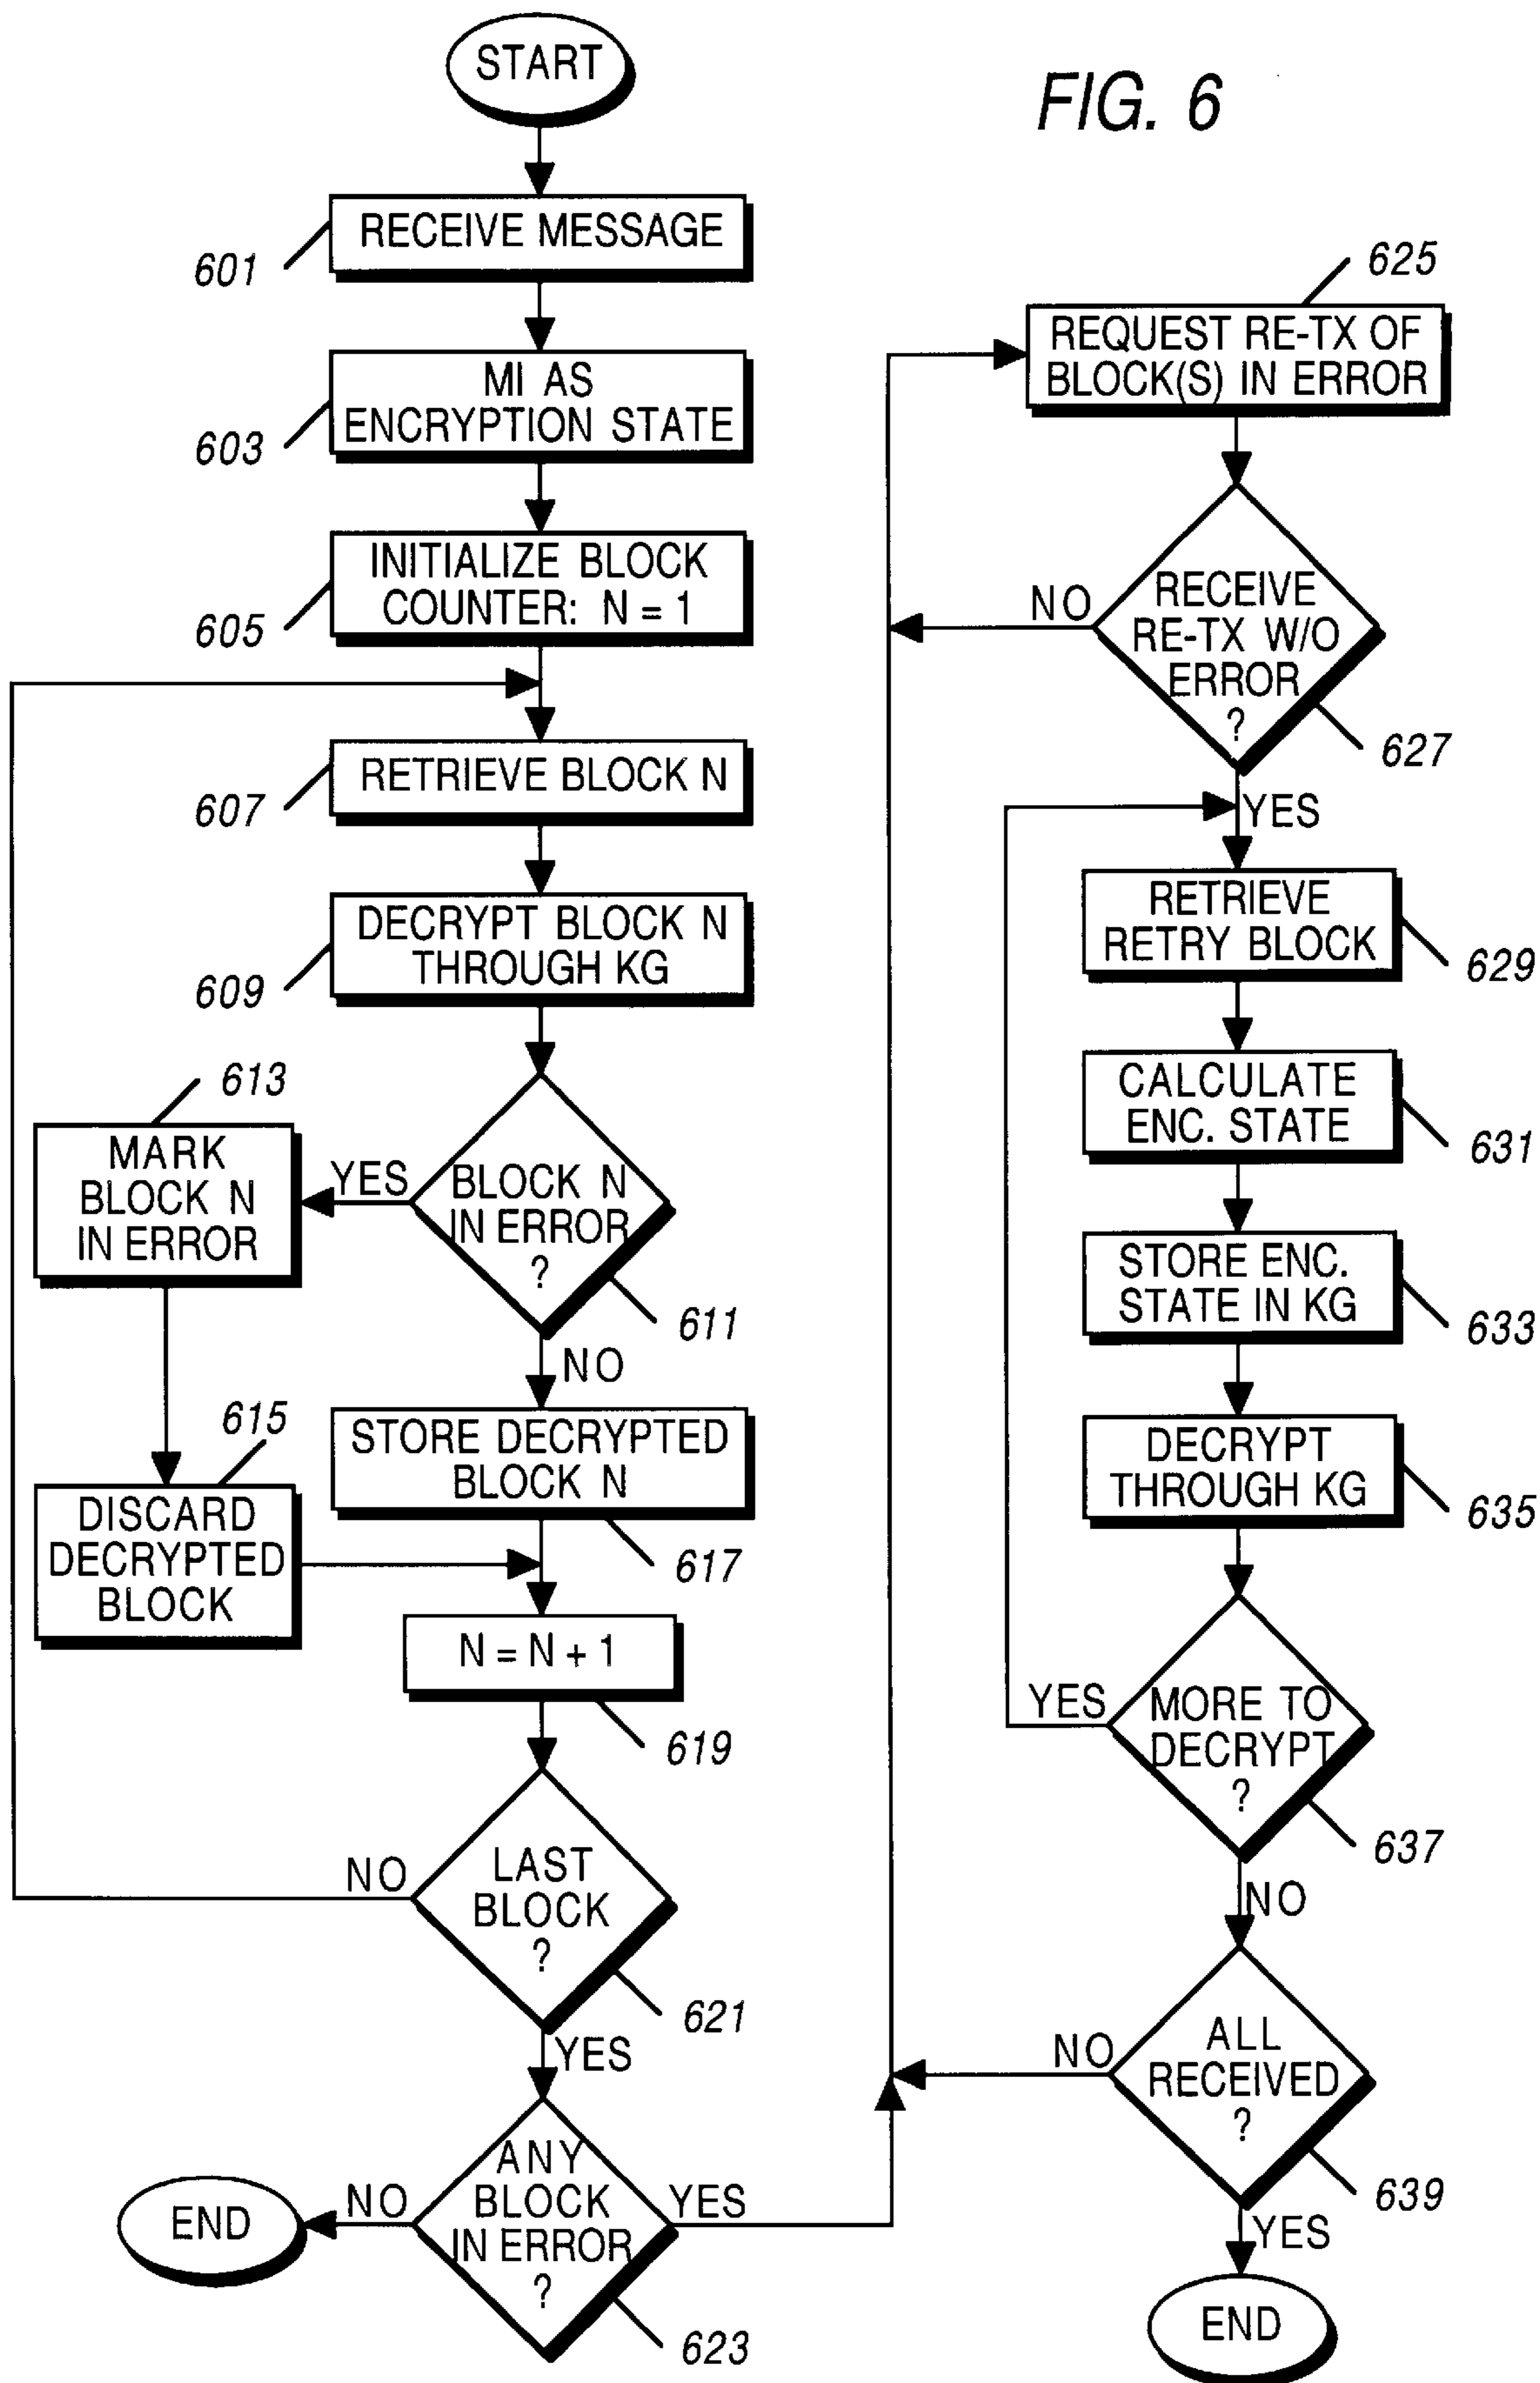 START
FIG. 6
RECEIVE MESSAGE
601
MI AS
ENCRYPTION STATE
603
INITIALIZE BLOCK
COUNTER: N = 1
605
RETRIEVE BLOCK N
607
DECRYPT BLOCK N
THROUGH KG
609
BLOCK N
IN ERROR
?
611
YES
613
MARK
BLOCK N
IN ERROR
615
DISCARD
DECRYPTED
BLOCK
NO
STORE DECRYPTED
BLOCK N
617
N = N + 1
619
LAST
BLOCK
?
621
NO
YES
ANY
BLOCK
IN ERROR
?
623
NO
END
YES
625
REQUEST RE-TX OF
BLOCK(S) IN ERROR
RECEIVE
RE-TX W/O
ERROR
?
627
NO
YES
RETRIEVE
RETRY BLOCK
629
CALCULATE
ENC. STATE
631
STORE ENC.
STATE IN KG
633
DECRYPT
THROUGH KG
635
MORE TO
DECRYPT
?
637
YES
NO
ALL
RECEIVED
?
639
NO
YES
END